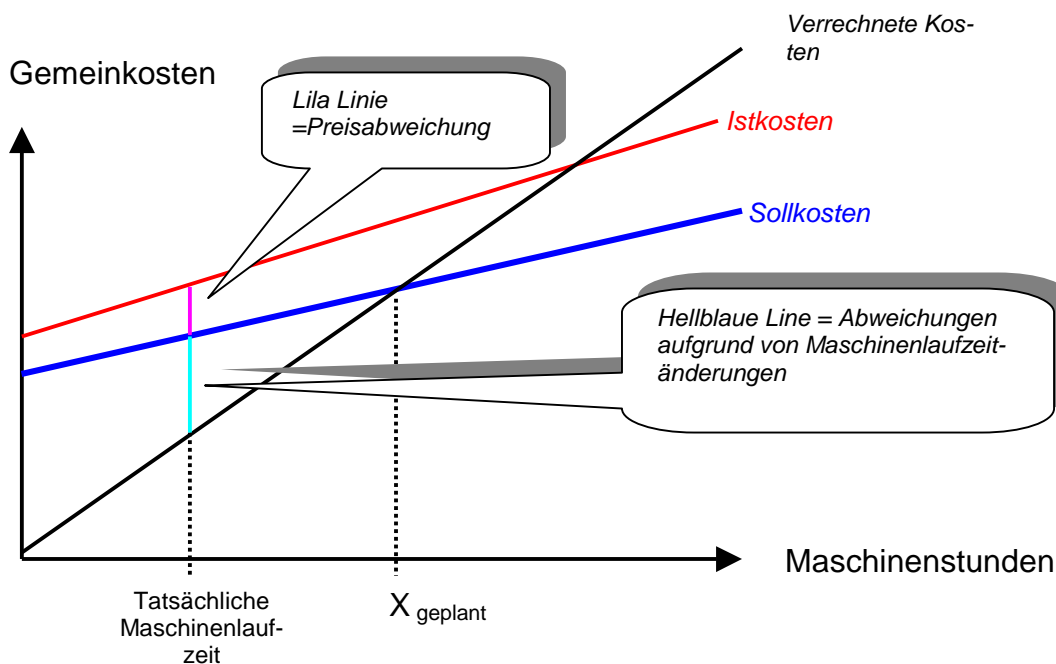 Verrechnete Kos-
ten
Gemeinkosten
Lila Linie
=Preisabweichung
Istkosten
Sollkosten
Hellblaue Line = Abweichungen
aufgrund von Maschinenlaufzeit-
änderungen
Maschinenstunden
Tatsächliche
Maschinenlauf-
zeit
X geplant